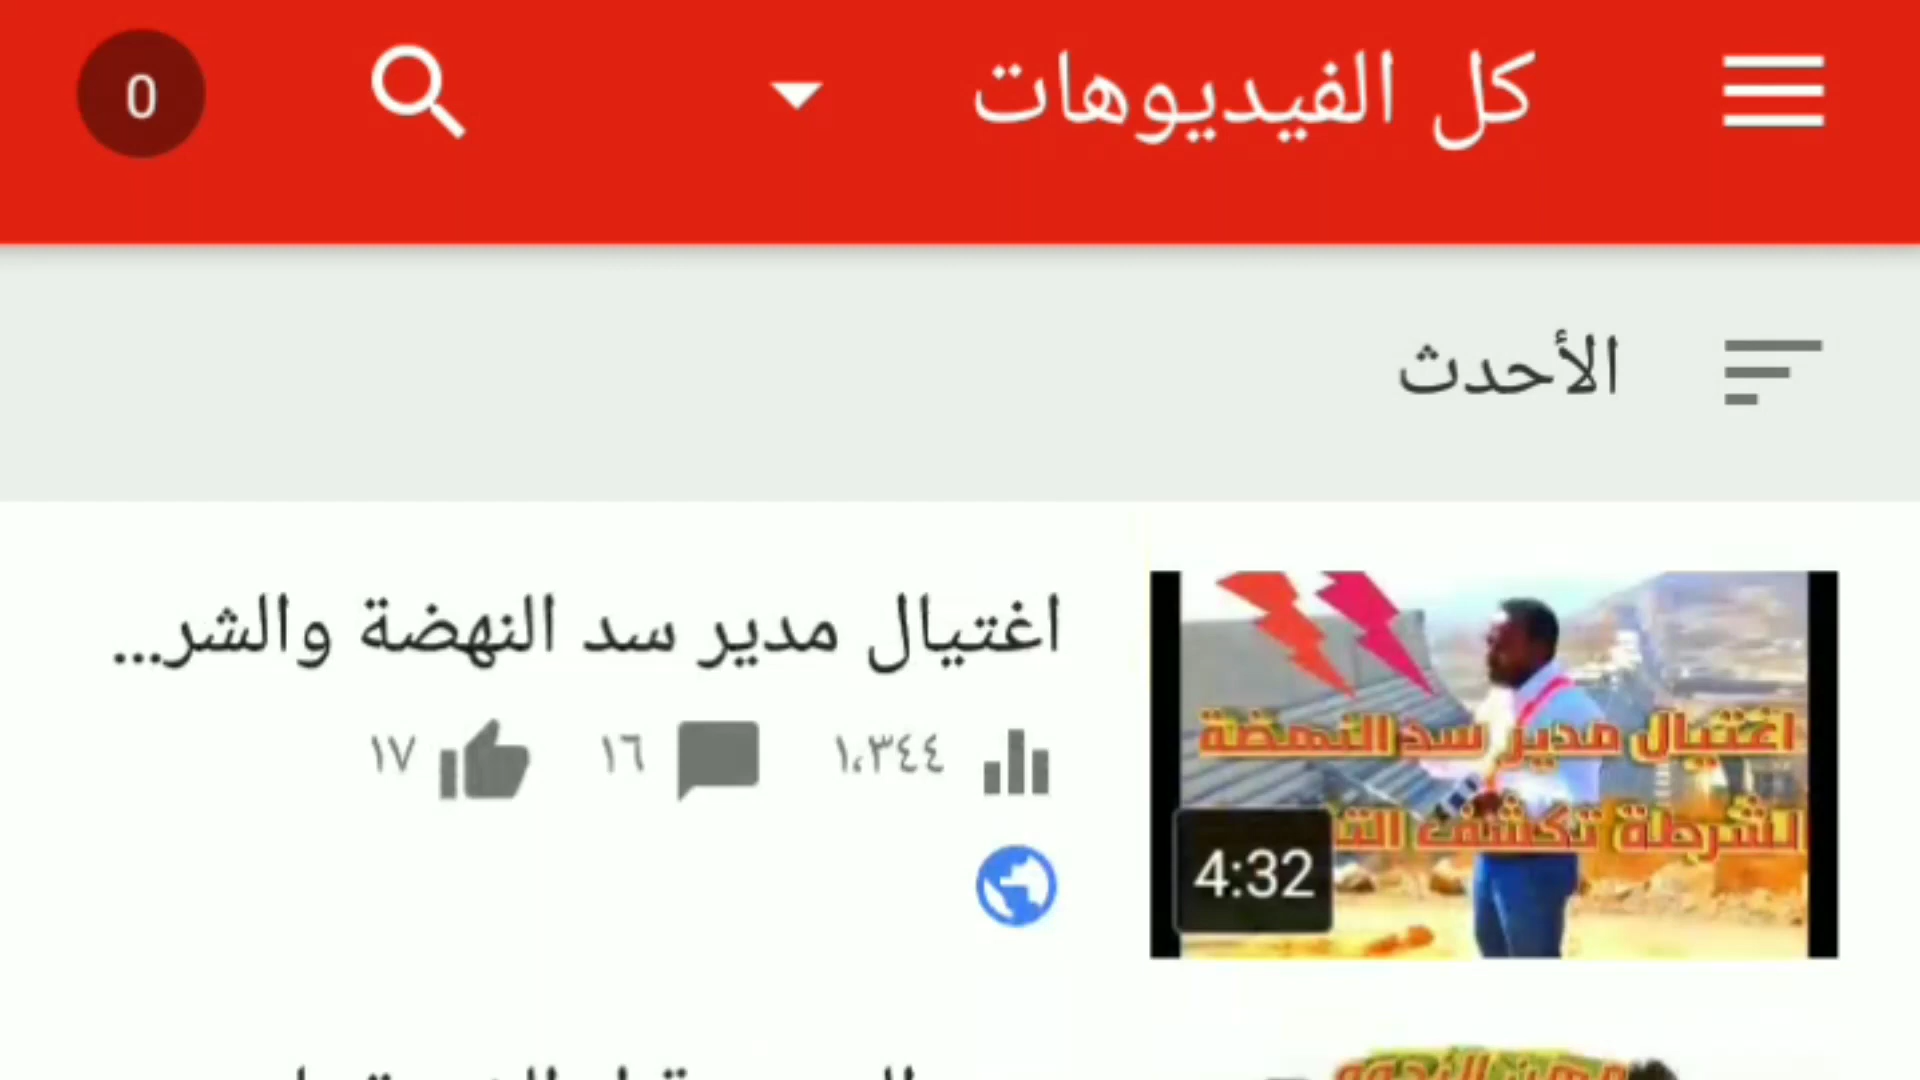 كل الفيديوهات
0
الأحدث
اغتيال مدير سد النهضة والشر...
١،٣٤٤
١٦
١٧
اغتيال مدير سد النهضة
لشرطة تكشف
4:32